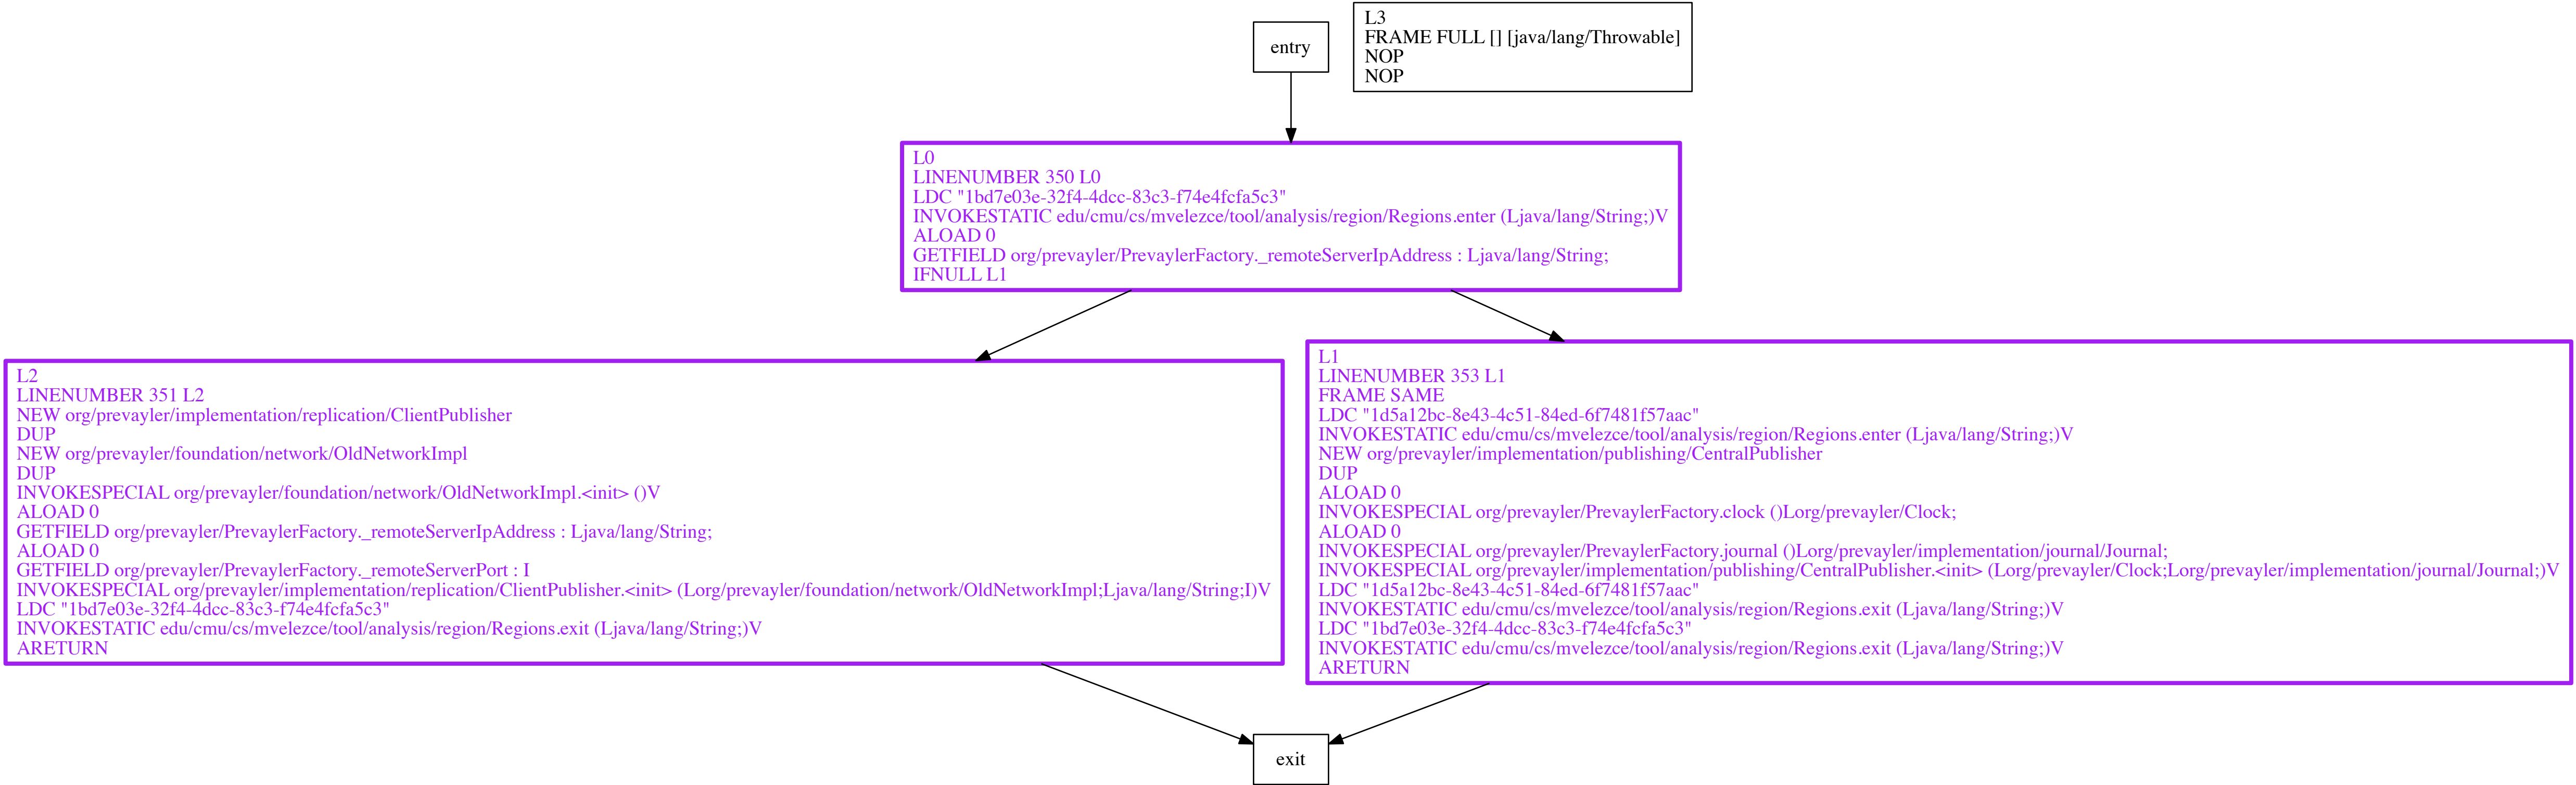 entry
L3
FRAME FULL [] [java/lang/Throwable]
NOP
NOP
L0
LINENUMBER 350 L0
LDC "1bd7e03e-32f4-4dcc-83c3-f74e4fcfa5c3"
INVOKESTATIC edu/cmu/cs/mvelezce/tool/analysis/region/Regions.enter (Ljava/lang/String;)V
ALOAD 0
GETFIELD org/prevayler/PrevaylerFactory._remoteServerIpAddress : Ljava/lang/String;
IFNULL L1
L2
LINENUMBER 351 L2
NEW org/prevayler/implementation/replication/ClientPublisher
DUP
NEW org/prevayler/foundation/network/OldNetworkImpl
DUP
INVOKESPECIAL org/prevayler/foundation/network/OldNetworkImpl.<init> ()V
ALOAD 0
GETFIELD org/prevayler/PrevaylerFactory._remoteServerIpAddress : Ljava/lang/String;
ALOAD 0
GETFIELD org/prevayler/PrevaylerFactory._remoteServerPort : I
INVOKESPECIAL org/prevayler/implementation/replication/ClientPublisher.<init> (Lorg/prevayler/foundation/network/OldNetworkImpl;Ljava/lang/String;I)V
LDC "1bd7e03e-32f4-4dcc-83c3-f74e4fcfa5c3"
INVOKESTATIC edu/cmu/cs/mvelezce/tool/analysis/region/Regions.exit (Ljava/lang/String;)V
ARETURN
L1
LINENUMBER 353 L1
FRAME SAME
LDC "1d5a12bc-8e43-4c51-84ed-6f7481f57aac"
INVOKESTATIC edu/cmu/cs/mvelezce/tool/analysis/region/Regions.enter (Ljava/lang/String;)V
NEW org/prevayler/implementation/publishing/CentralPublisher
DUP
ALOAD 0
INVOKESPECIAL org/prevayler/PrevaylerFactory.clock ()Lorg/prevayler/Clock;
ALOAD 0
INVOKESPECIAL org/prevayler/PrevaylerFactory.journal ()Lorg/prevayler/implementation/journal/Journal;
INVOKESPECIAL org/prevayler/implementation/publishing/CentralPublisher.<init> (Lorg/prevayler/Clock;Lorg/prevayler/implementation/journal/Journal;)V
LDC "1d5a12bc-8e43-4c51-84ed-6f7481f57aac"
INVOKESTATIC edu/cmu/cs/mvelezce/tool/analysis/region/Regions.exit (Ljava/lang/String;)V
LDC "1bd7e03e-32f4-4dcc-83c3-f74e4fcfa5c3"
INVOKESTATIC edu/cmu/cs/mvelezce/tool/analysis/region/Regions.exit (Ljava/lang/String;)V
ARETURN
exit